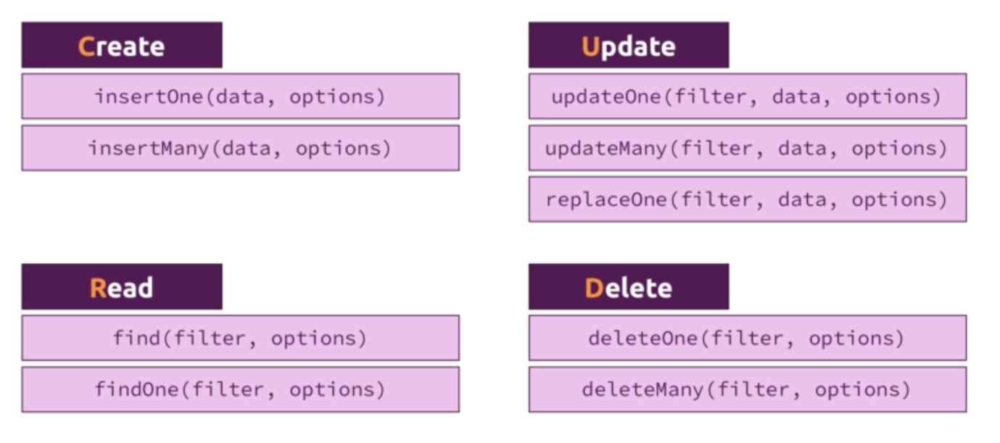 Create
insertOne(data, options)
insertMany(data, options)
Update
updateOne(filter, data, options)
updateMany(filter, data, options)
replaceOne(filter, data, options)
Read
find(filter, options)
findOne(filter, options)
Delete
deleteOne(filter, options)
deleteMany(filter, options)